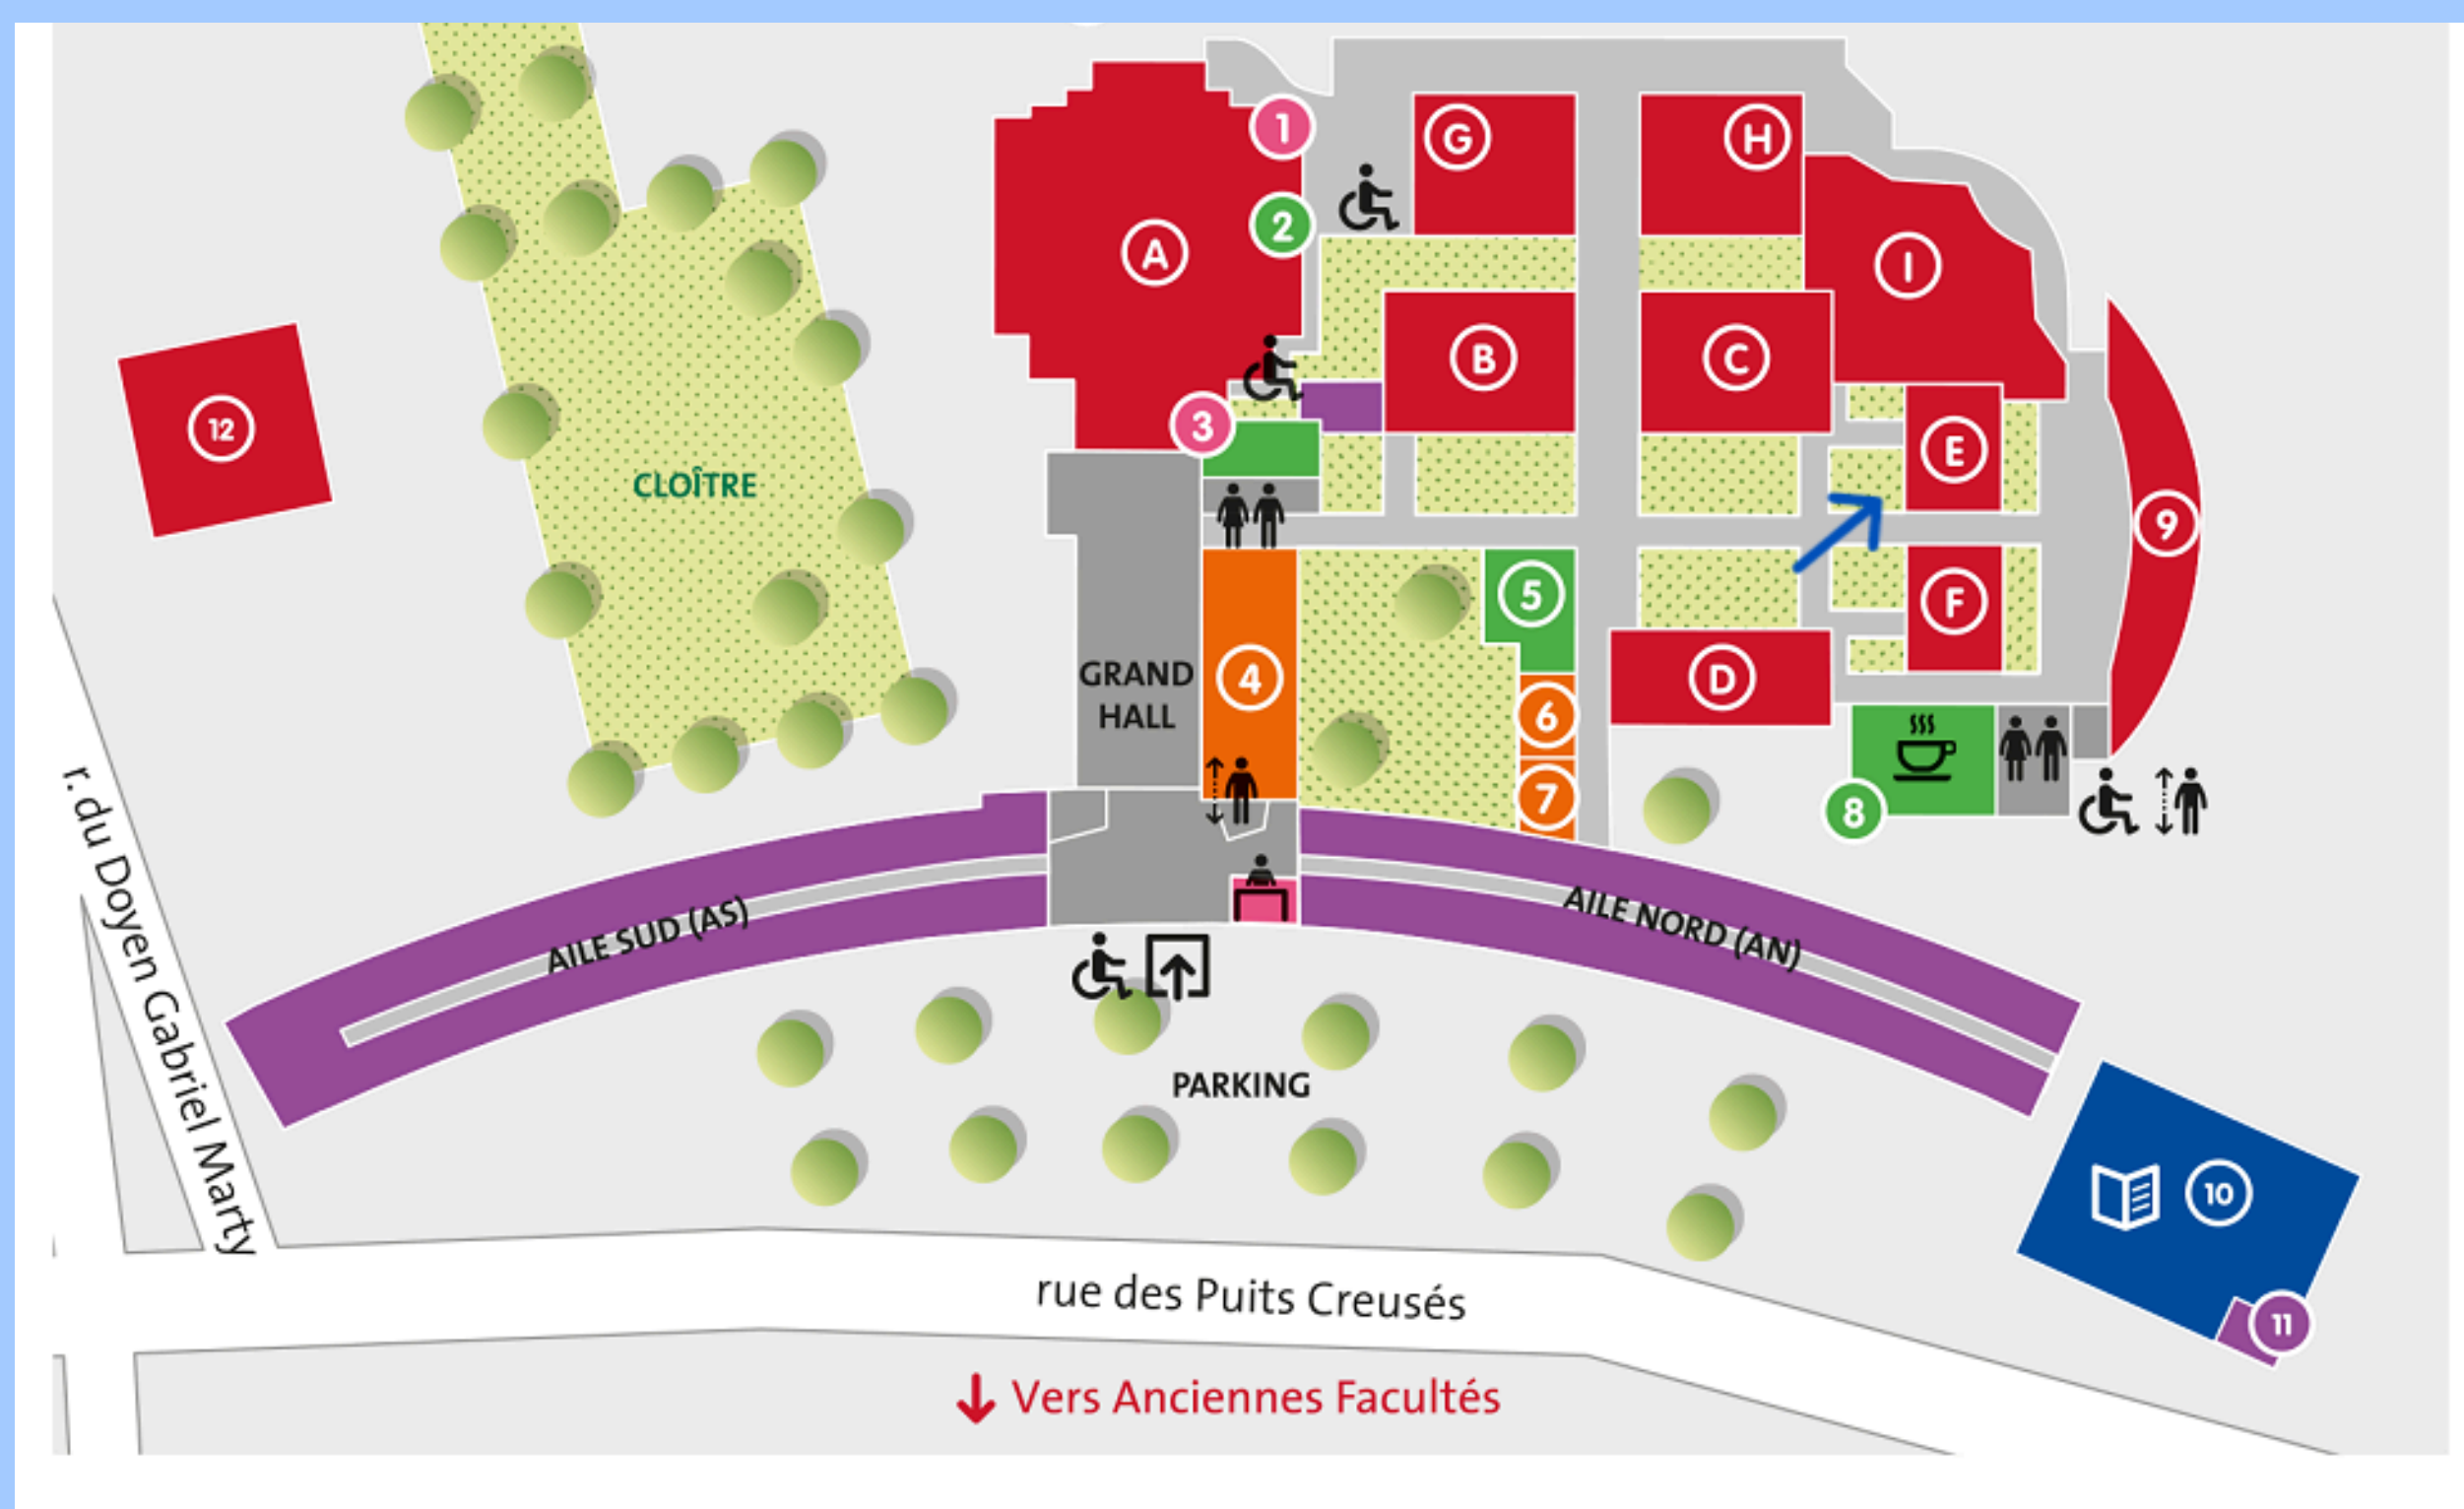 1
G
H
2
A
I
B
C
3
12
E
CLOÎTRE
9
5
F
GRAND
HALL
4
D
6
7
8
AILE SUD (AS)
AILE NORD (AN)
r. du Doyen Gabriel Marty
PARKING
10
rue des Puits Creusés
11
Vers Anciennes Facultés